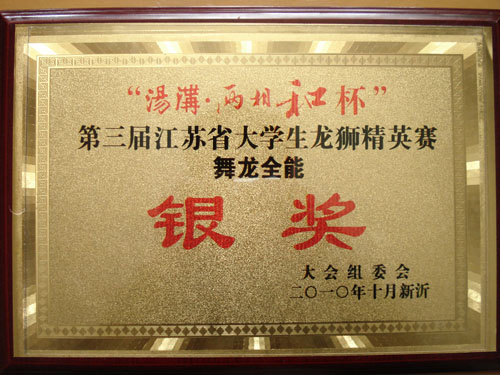 “湯溝·两相和杯”
第三届江苏省大学生龙狮精英赛
舞龙全能
银奖
大会组委会
二〇一〇年十月新沂